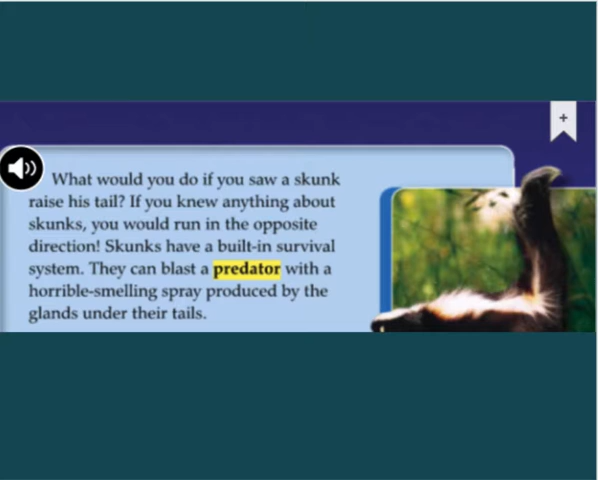 What would you do if you saw a skunk
raise his tail? If you knew anything about
skunks, you would run in the opposite
direction! Skunks have a built-in survival
system. They can blast a predator with a
horrible-smelling spray produced by the
glands under their tails.